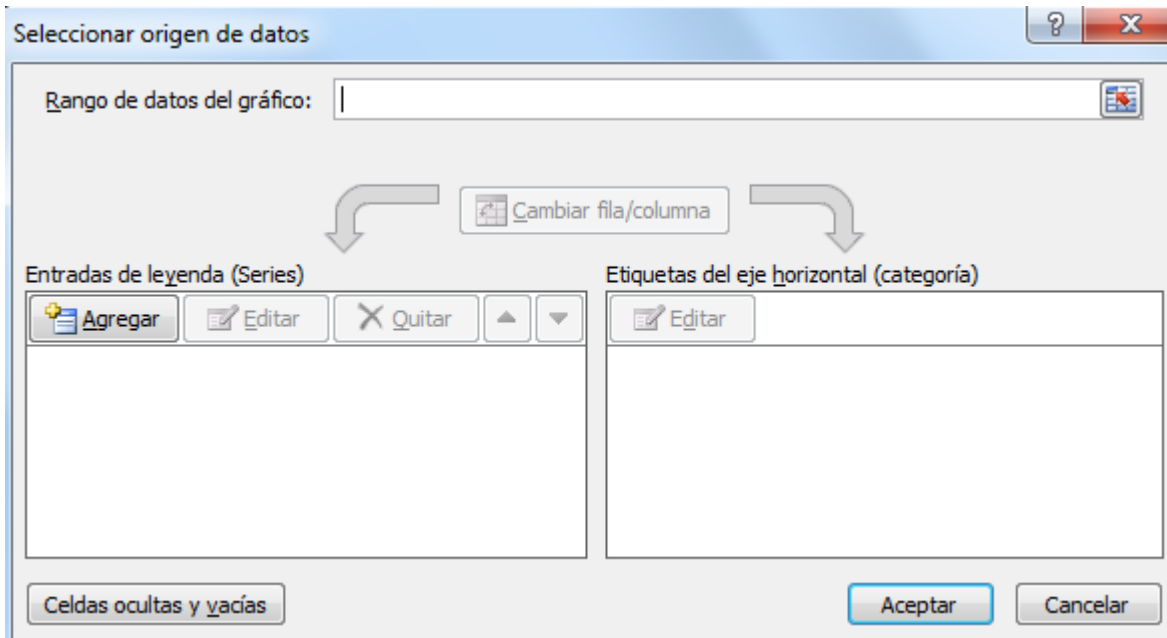 Seleccionar origen de datos
Rango de datos del gráfico:
Cambiar fila/columna
Entradas de leyenda (Series)
Etiquetas del eje horizontal (categoría)
Agregar Editar Quitar
Editar
Celdas ocultas y vacías
Aceptar Cancelar